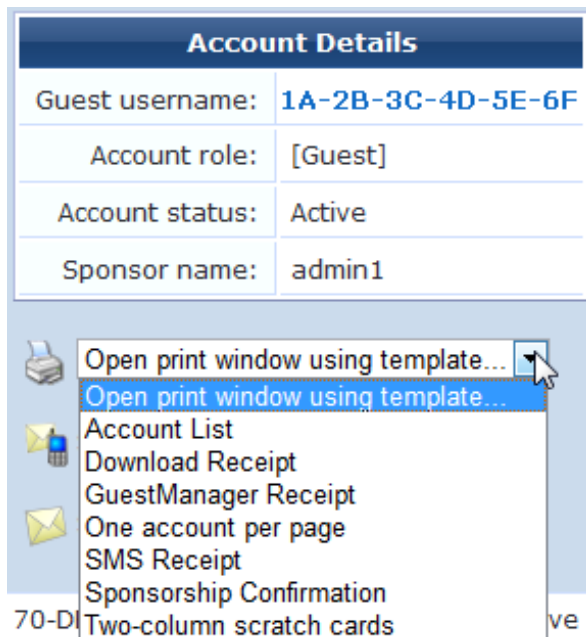 Account Details
Guest username: 1A-2B-3C-4D-5E-6F
Account role: [Guest]
Account status: Active
Sponsor name: admin1
Open print window using template...
Open print window using template...
Account List
Download Receipt
GuestManager Receipt
One account per page
SMS Receipt
Sponsorship Confirmation
Two-column scratch cards